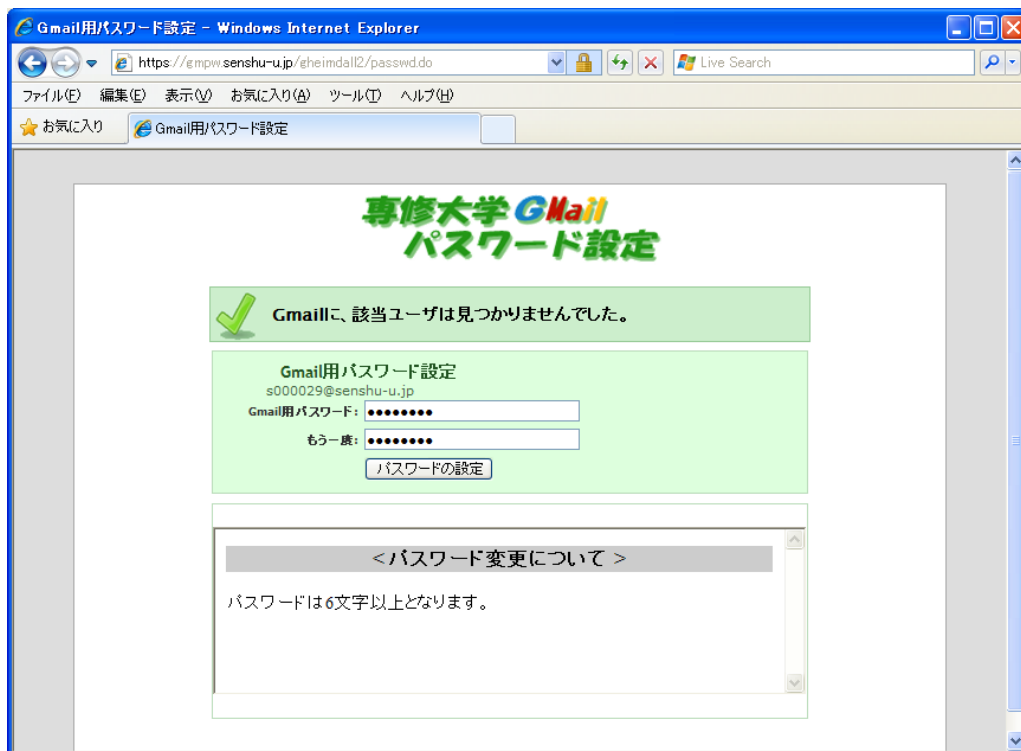 Gmail用パスワード設定 - Windows Internet Explorer
https://gmpw.senshu-u.jp/gheimdall2/passwd.do
Live Search
ファイル(F) 編集(E) 表示(V) お気に入り(A) ツール(T) ヘルプ(H)
お気に入り
Gmail用パスワード設定
専修大学 GMail
パスワード設定
Gmailに、該当ユーザは見つかりませんでした。
Gmail用パスワード設定
s000029@senshu-u.jp
Gmail用パスワード: ●●●●●●●●
もう一度: ●●●●●●●●
パスワードの設定
<パスワード変更について >
パスワードは6文字以上となります。